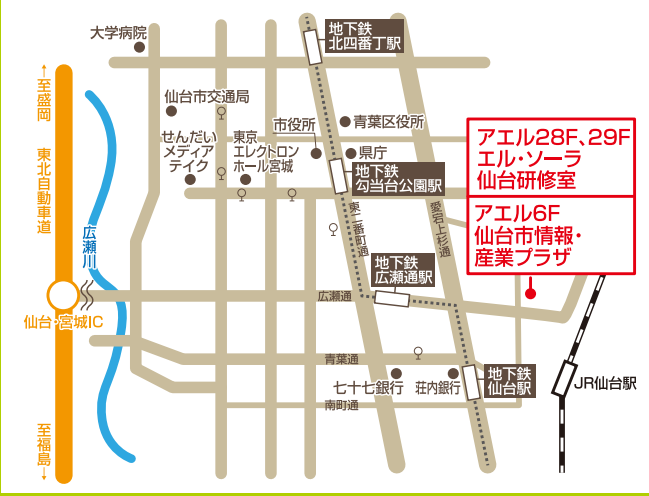 大学病院
地下鉄
北四番丁駅
↑至盛岡
東北自動車道
仙台市交通局
市役所
青葉区役所
せんだい
メディア
テイク
東京
エレクトロン
ホール宮城
県庁
地下鉄
勾当台公園駅
アエル28F、29F
エル・ソーラ
仙台研修室
アエル6F
仙台市情報・
産業プラザ
広瀬川
東二番町通
愛宕上杉通
地下鉄
広瀬通駅
広瀬通
仙台・宮城IC
青葉通
七十七銀行
荘内銀行
地下鉄
仙台駅
JR仙台駅
南町通
至福島↓